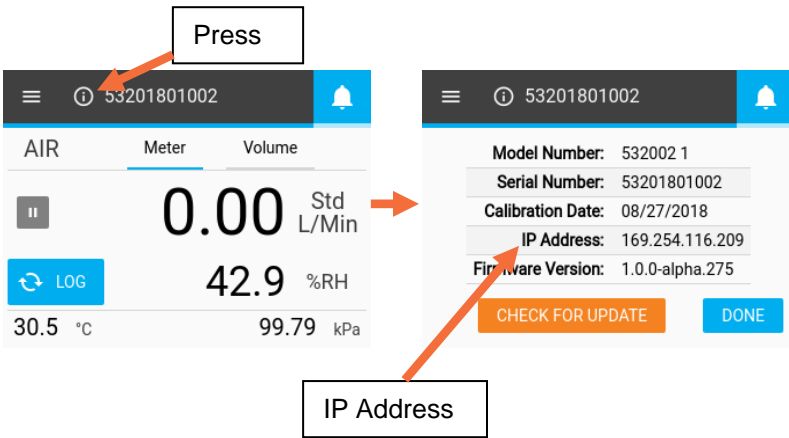 Press
53201801002
AIR Meter Volume
0.00 Std L/Min
LOG
42.9 %RH
30.5 °C 99.79 kPa
53201801002
Model Number: 532002 1
Serial Number: 53201801002
Calibration Date: 08/27/2018
IP Address: 169.254.116.209
Firmware Version: 1.0.0-alpha.275
CHECK FOR UPDATE DONE
IP Address